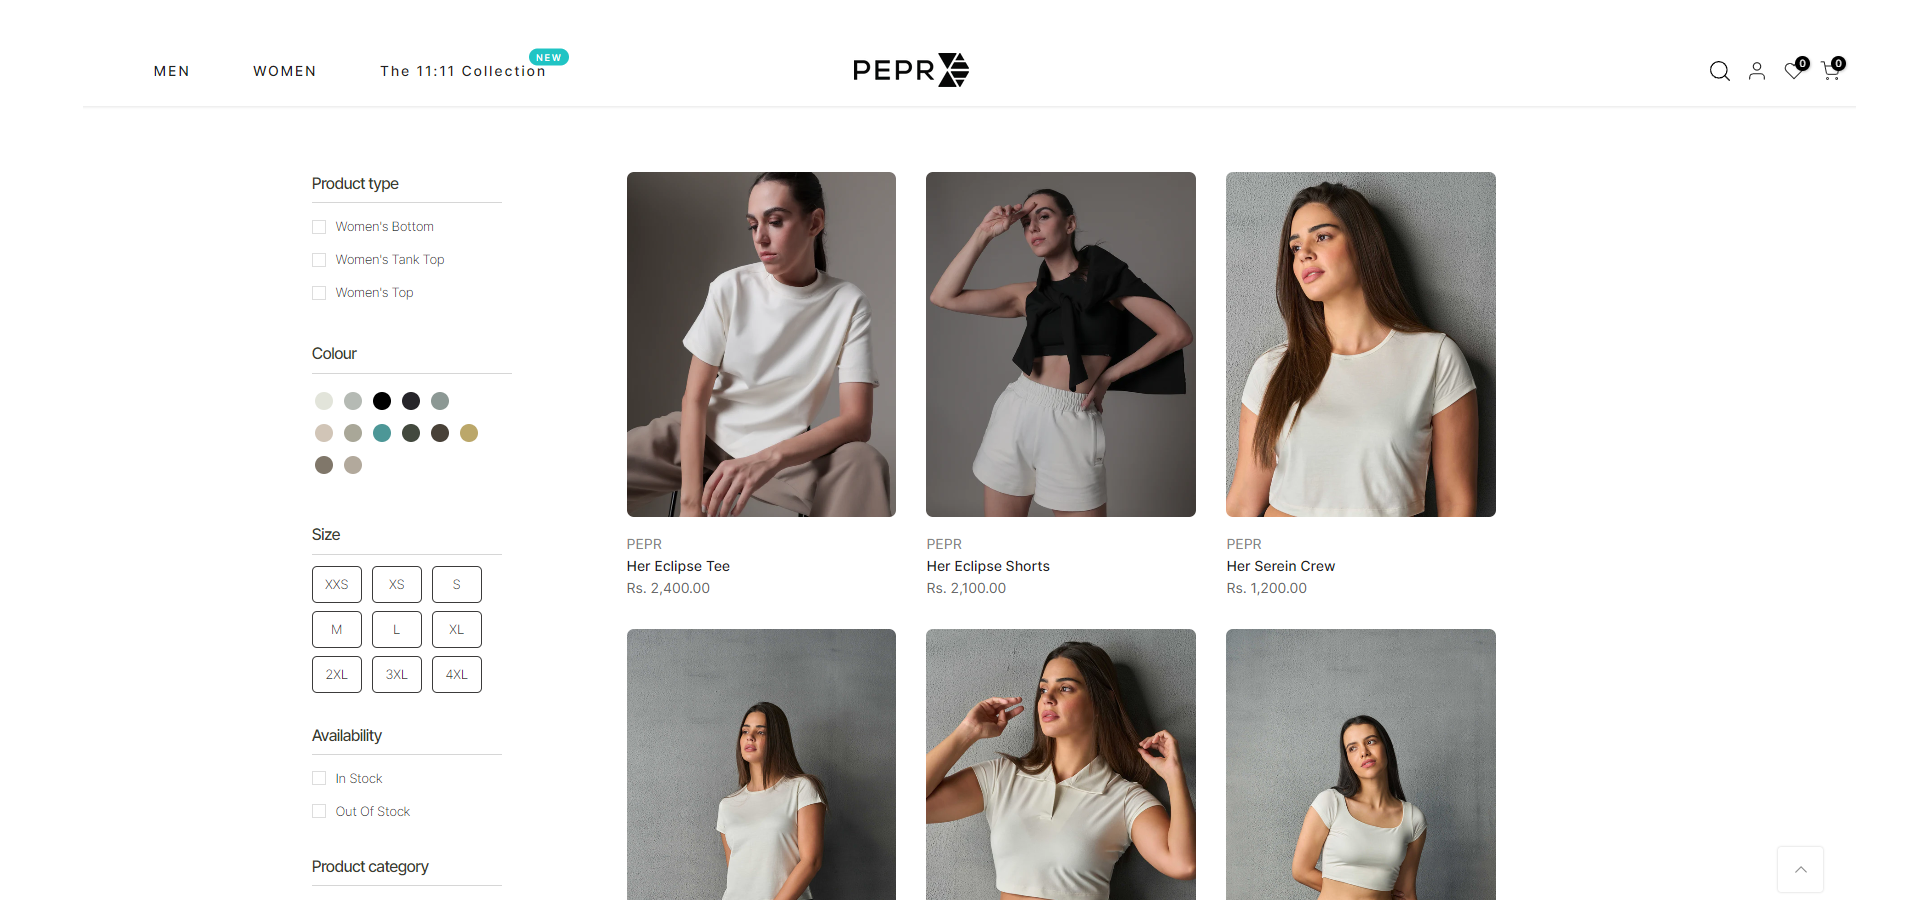 MEN
WOMEN
The 11:11 Collection
NEW
PEPR
0
0
Product type
Women's Bottom
Women's Tank Top
Women's Top
Colour
Size
XXS XS S
M L XL
2XL 3XL 4XL
Availability
In Stock
Out Of Stock
Product category
PEPR
Her Eclipse Tee
Rs. 2,400.00
PEPR
Her Eclipse Shorts
Rs. 2,100.00
PEPR
Her Serein Crew
Rs. 1,200.00